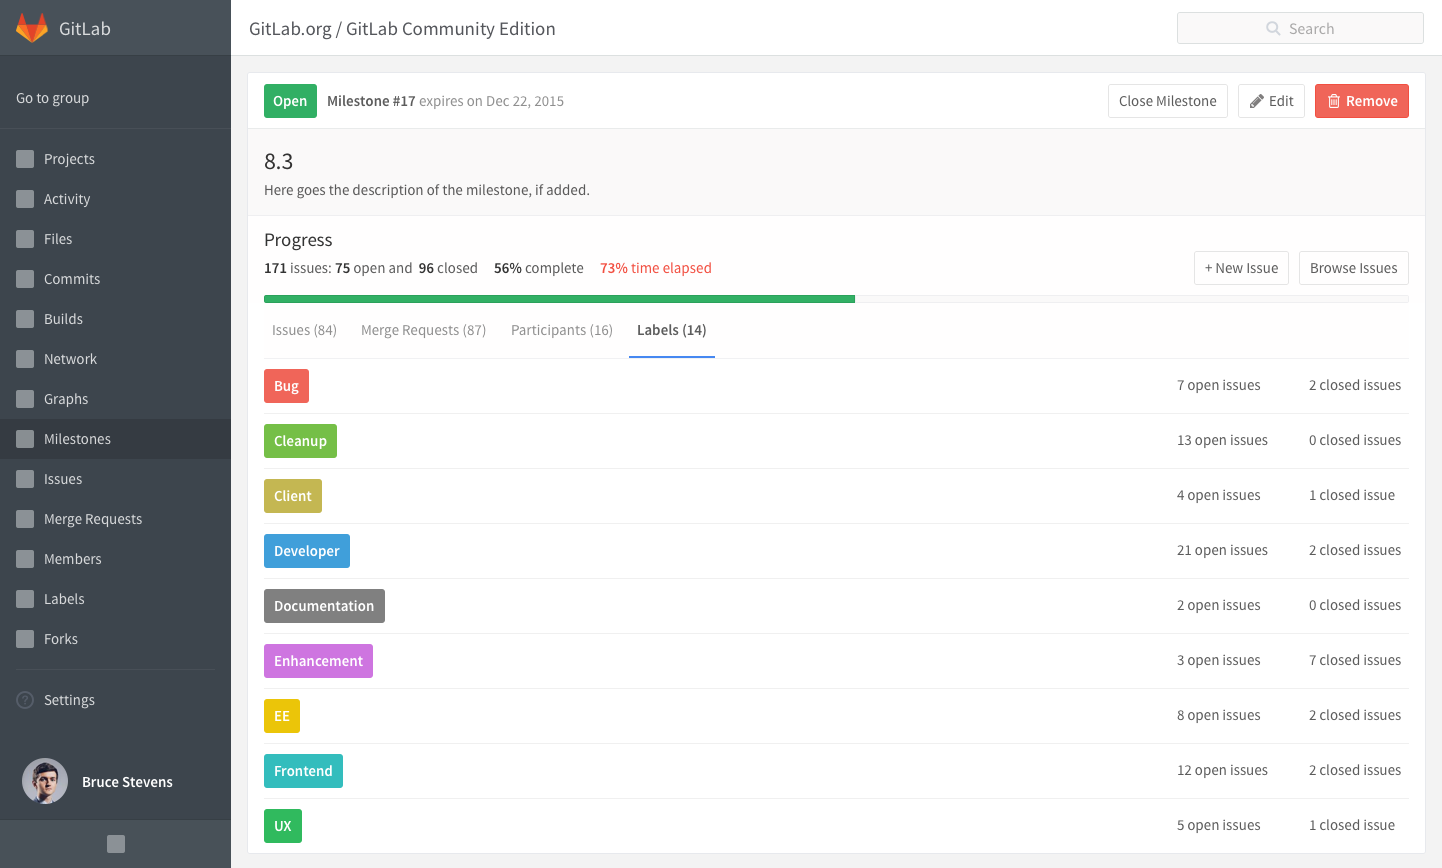 GitLab
GitLab.org / GitLab Community Edition
Search
Go to group
Projects
Activity
Files
Commits
Builds
Network
Graphs
Milestones
Issues
Merge Requests
Members
Labels
Forks
? Settings
Bruce Stevens
Open Milestone #17 expires on Dec 22, 2015
Close Milestone Edit Remove
8.3
Here goes the description of the milestone, if added.
Progress
171 issues: 75 open and 96 closed 56% complete 73% time elapsed
+ New Issue Browse Issues
Issues (84) Merge Requests (87) Participants (16) Labels (14)
Bug 7 open issues 2 closed issues
Cleanup 13 open issues 0 closed issues
Client 4 open issues 1 closed issue
Developer 21 open issues 2 closed issues
Documentation 2 open issues 0 closed issues
Enhancement 3 open issues 7 closed issues
EE 8 open issues 2 closed issues
Frontend 12 open issues 2 closed issues
UX 5 open issues 1 closed issue